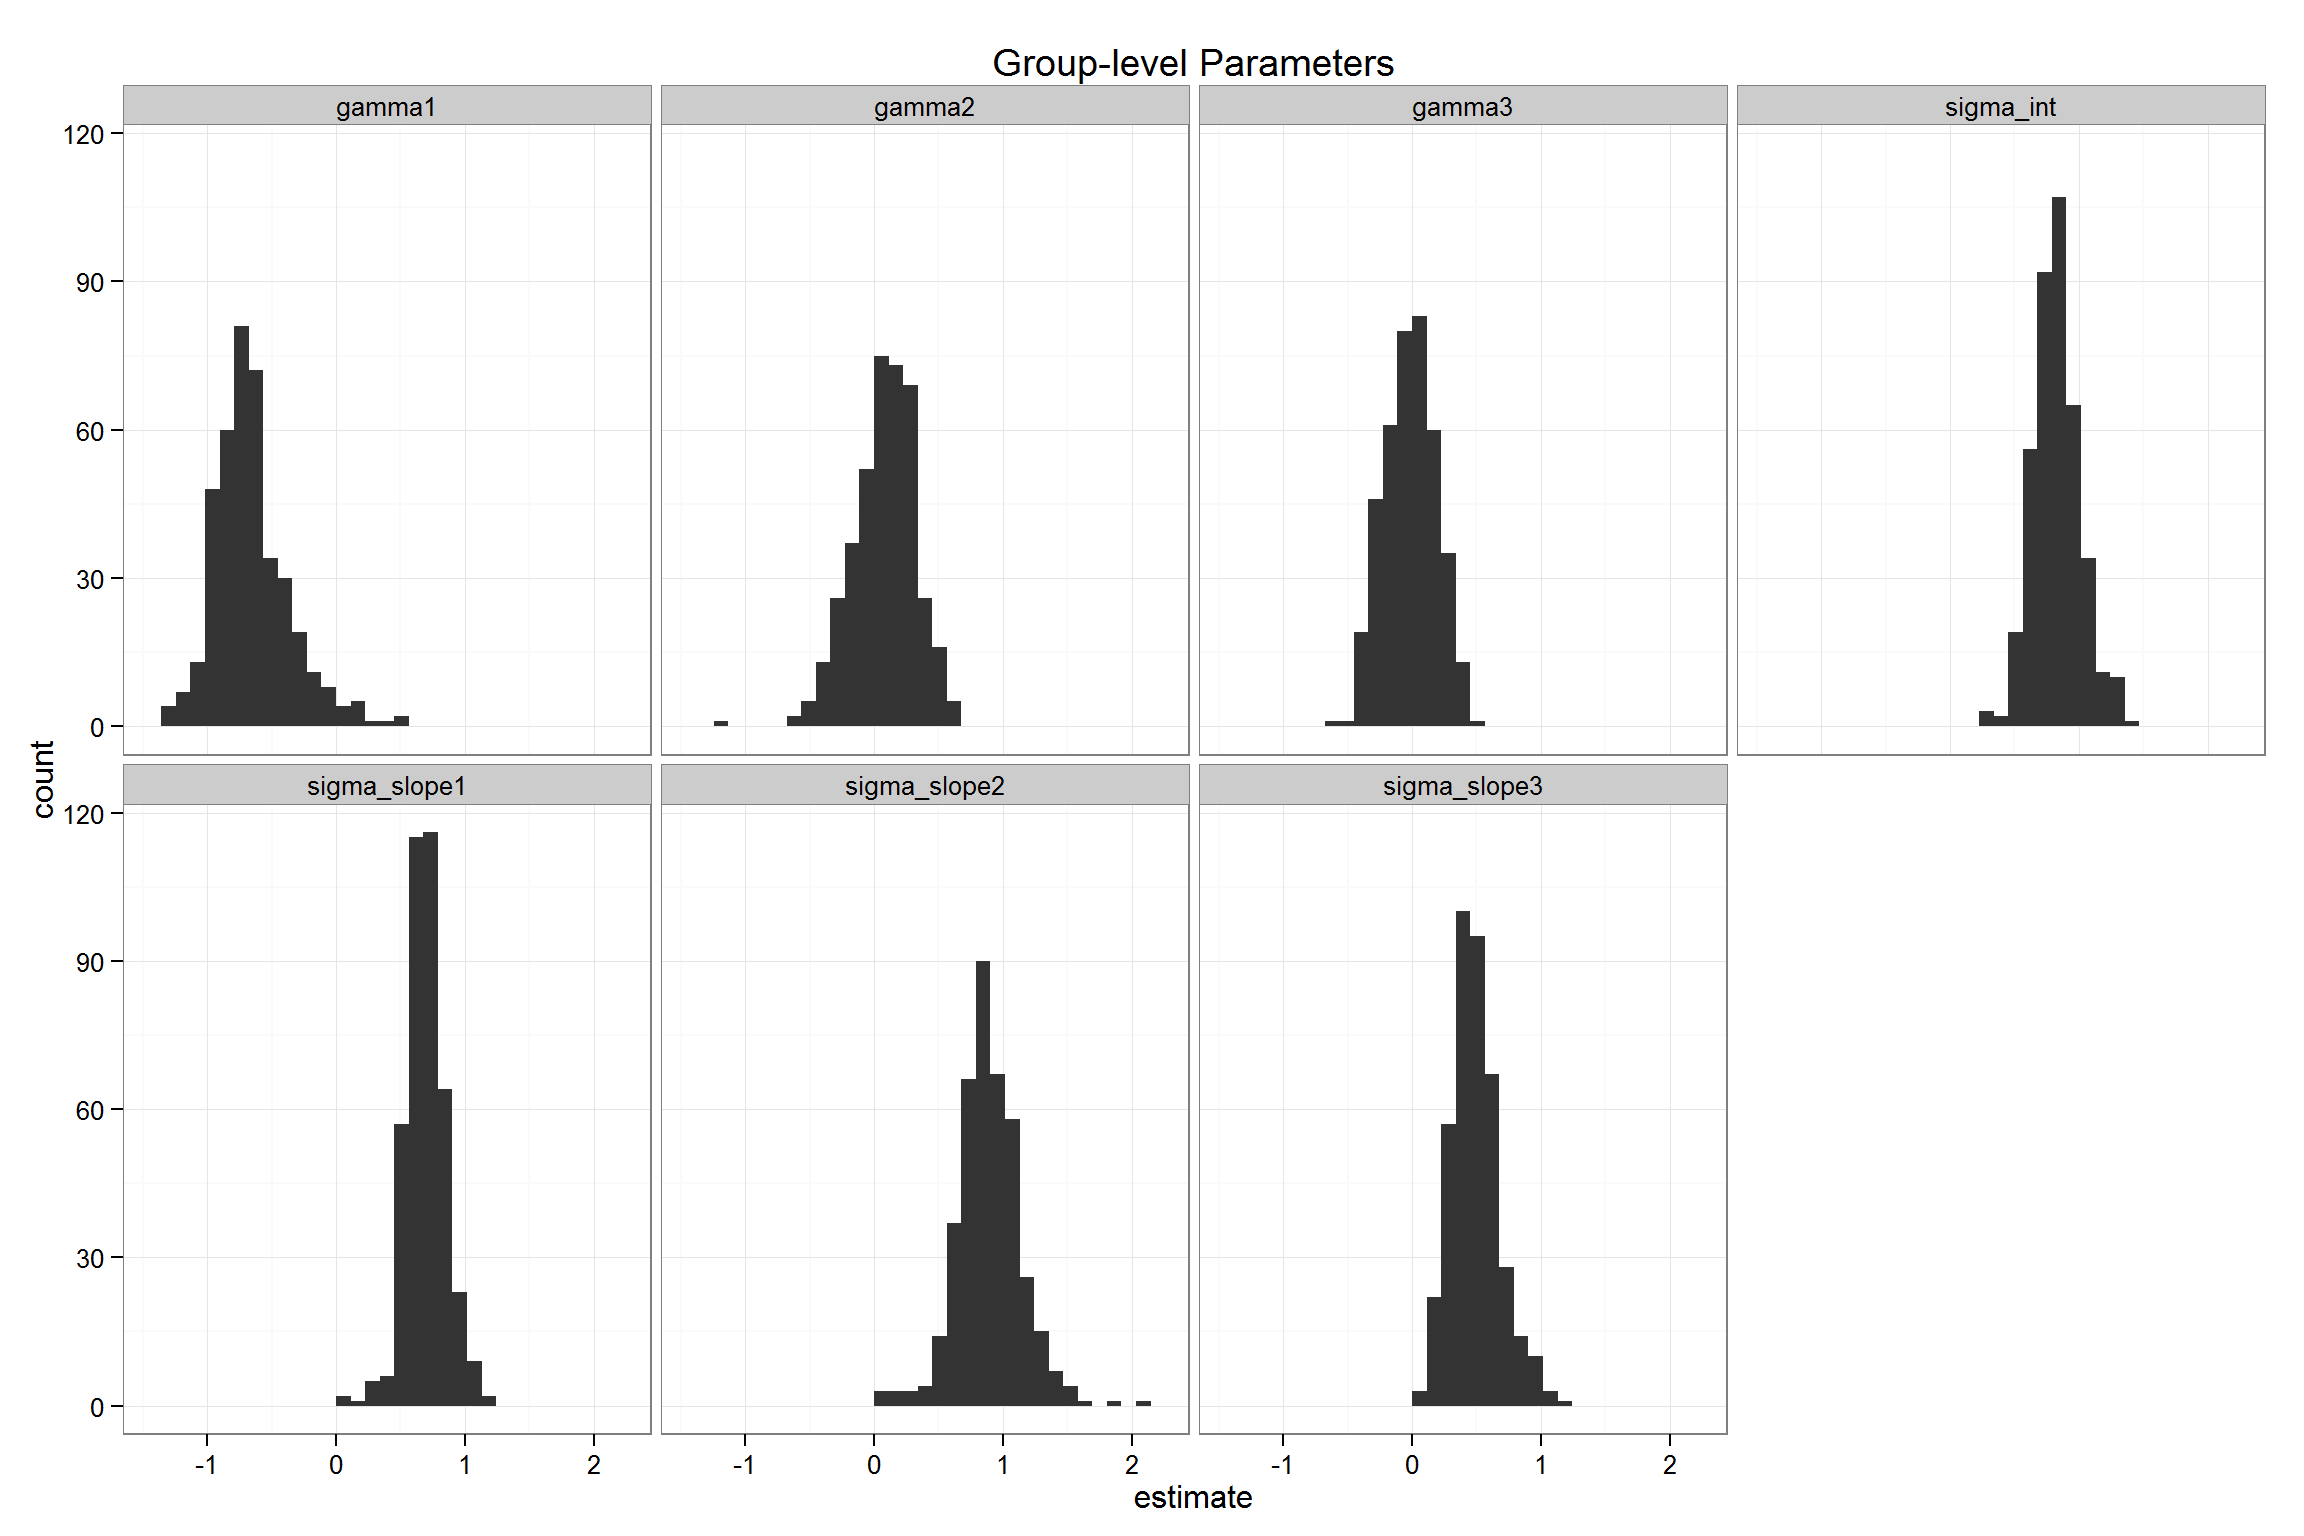 Group-level Parameters
gamma1 gamma2 gamma3 sigma_int
120
90
60
30
0
count
sigma_slope1 sigma_slope2 sigma_slope3
120
90
60
30
0
-1 0 1 2 -1 0 1 2 -1 0 1 2
estimate